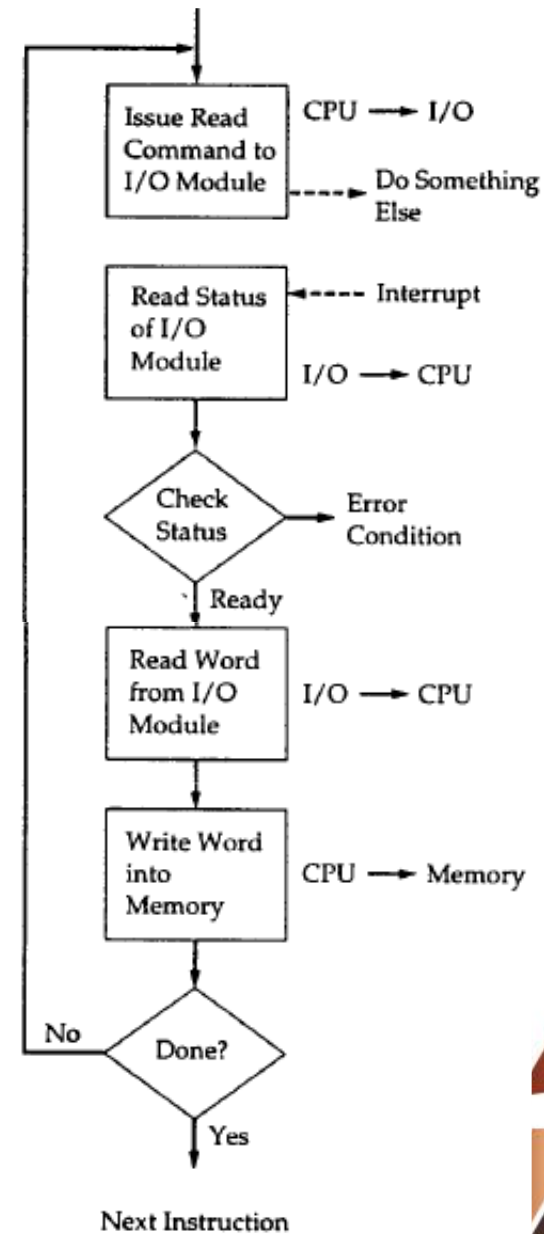 Issue Read
Command to
I/O Module
CPU → I/O
Do Something
Else
Read Status
of I/O
Module
Interrupt
I/O → CPU
Check
Status
Error
Condition
Ready
Read Word
from I/O
Module
I/O → CPU
Write Word
into
Memory
CPU → Memory
Done?
No
Yes
Next Instruction